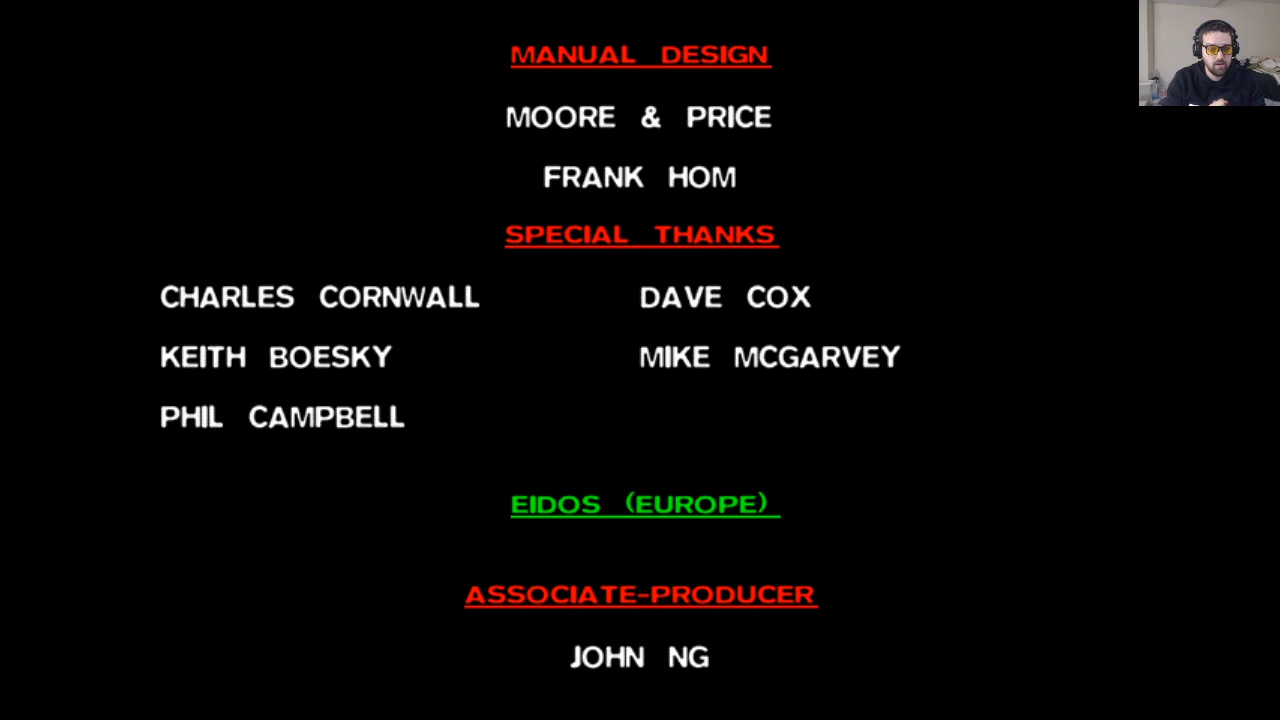 MANUAL DESIGN
MOORE & PRICE
FRANK HOM
SPECIAL THANKS
CHARLES CORNWALL DAVE COX
KEITH BOESKY MIKE MCGARVEY
PHIL CAMPBELL
EIDOS (EUROPE)
ASSOCIATE-PRODUCER
JOHN NG